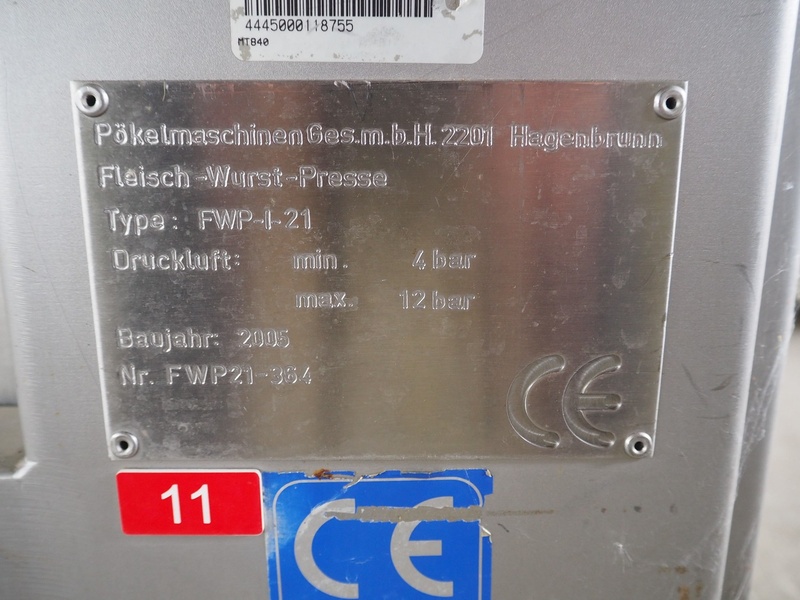 4445000118755
MT840
Pökelmaschinen Ges.m.b.H. 2201 Hagenbrunn
Fleisch-Wurst-Presse
Type: FWP-I-21
Druckluft: min. 4 bar
max. 12 bar
Baujahr: 2005
Nr. FWP21-364
CE
11
CE